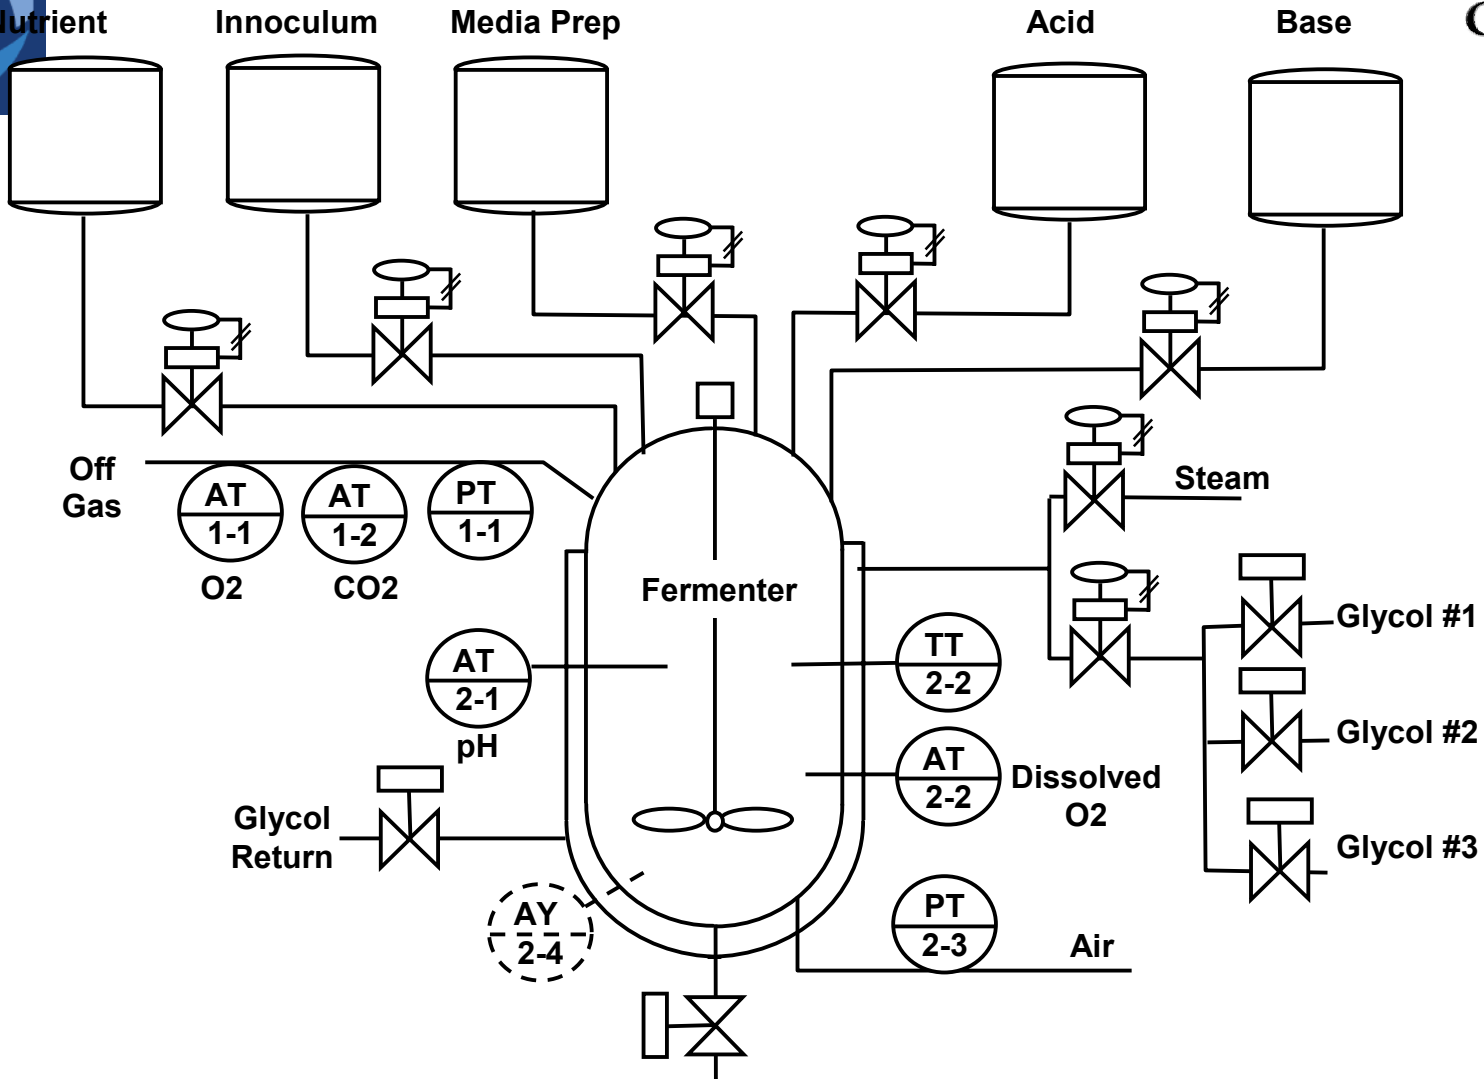 Nutrient
Innoculum
Media Prep
Acid
Base
Off
Gas
AT
1-1
O2
AT
1-2
CO2
PT
1-1
Steam
Fermenter
Glycol #1
TT
2-2
AT
2-1
pH
Glycol #2
AT
2-2
Dissolved
O2
Glycol
Return
Glycol #3
AY
2-4
PT
2-3
Air